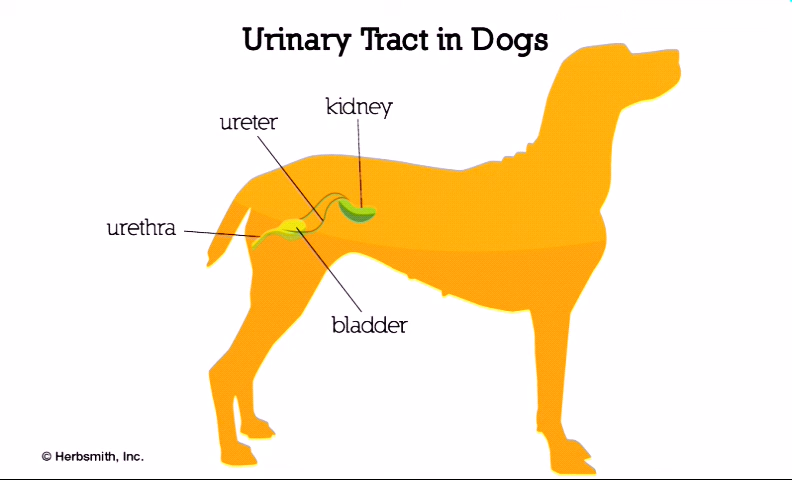 Urinary Tract in Dogs
kidney
ureter
urethra
bladder
© Herbsmith, Inc.